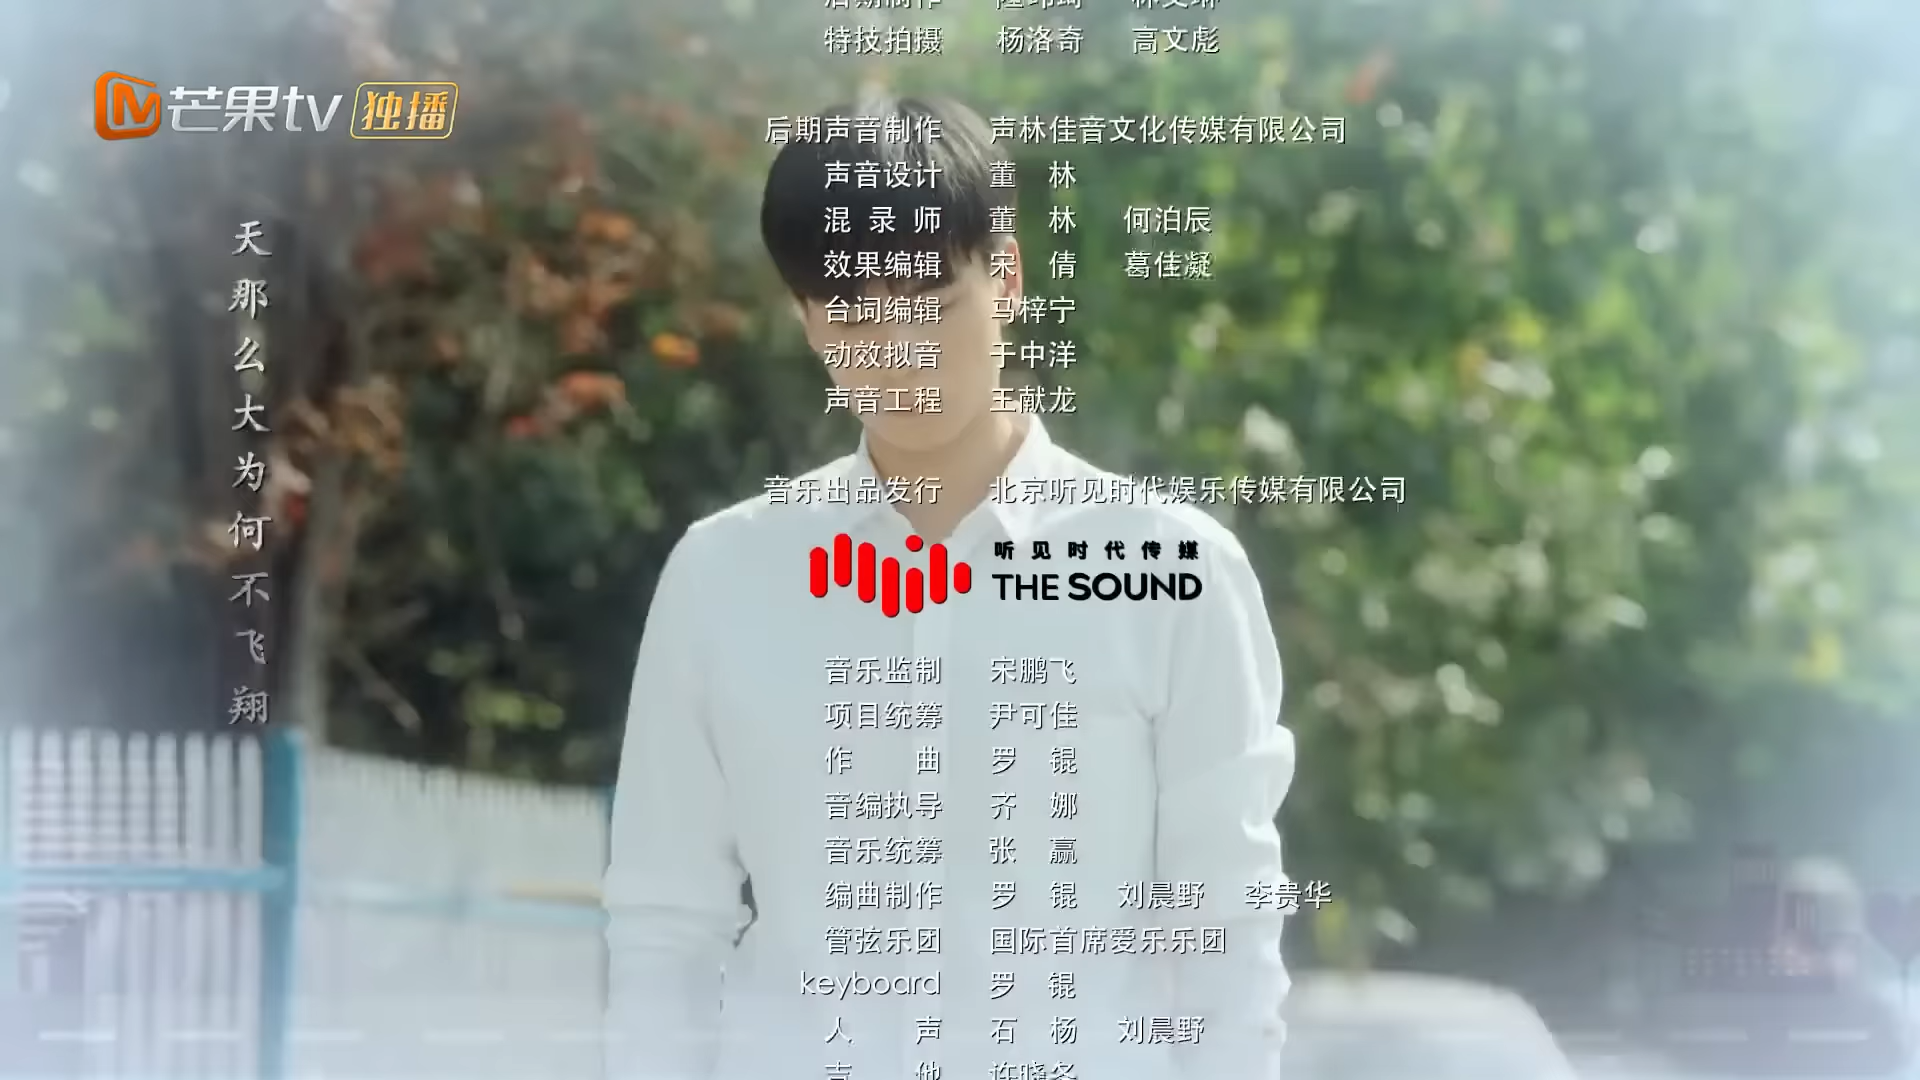 特技拍摄 杨洛奇 高文彪
芒果tv 独播
后期声音制作 声林佳音文化传媒有限公司
声音设计 董林
混录师 董林 何泊辰
效果编辑 宋倩 葛佳凝
台词编辑 马梓宁
动效拟音 于中洋
声音工程 王献龙
天那么大为何不飞翔
音乐出品发行 北京听见时代娱乐传媒有限公司
听见时代传媒
THE SOUND
音乐监制 宋鹏飞
项目统筹 尹可佳
作曲 罗锟
音编执导 齐娜
音乐统筹 张赢
编曲制作 罗锟 刘晨野 李贵华
管弦乐团 国际首席爱乐乐团
keyboard 罗锟
人声 石杨 刘晨野
吉他 许晓冬